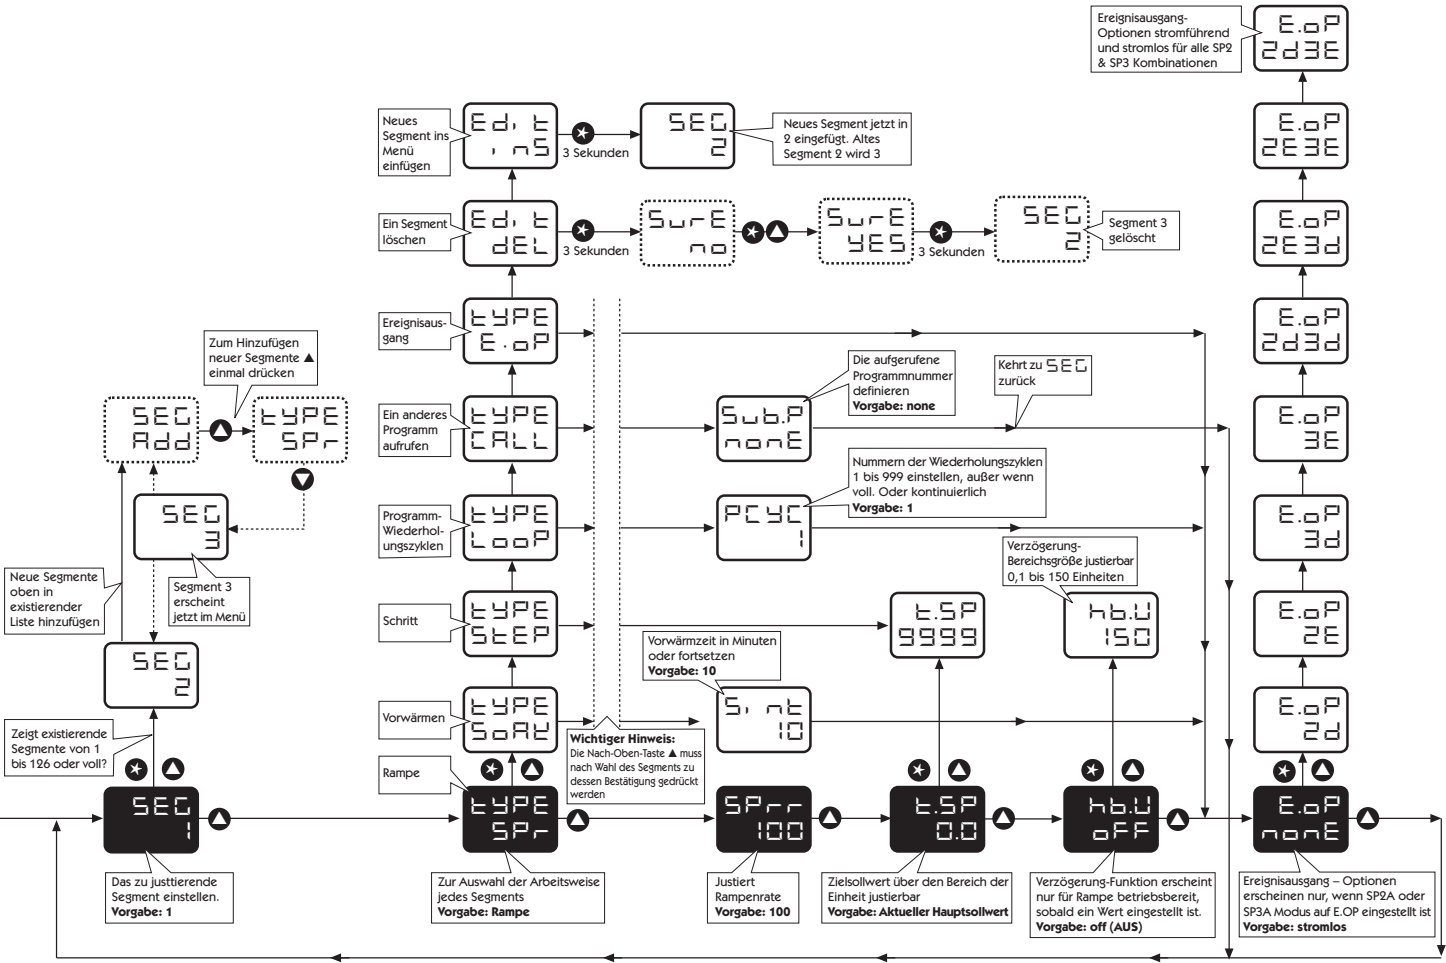 Ereignisausgang-
Optionen stromführend
und stromlos für alle SP2
& SP3 Kombinationen
E.oP
2d3E
Neues
Segment ins
Menü
einfügen
Edit
inS
3 Sekunden
SEG
2
Neues Segment jetzt in
2 eingefügt. Altes
Segment 2 wird 3
E.oP
2E3E
Ein Segment
löschen
Edit
dEL
3 Sekunden
SurE
no
SurE
YES
3 Sekunden
SEG
2
Segment 3
gelöscht
E.oP
2E3d
Ereignisaus-
gang
tYPE
E.oP
E.oP
2d3d
Zum Hinzufügen
neuer Segmente ▲
einmal drücken
SEG
Add
tYPE
SPr
Ein anderes
Programm
aufrufen
tYPE
CALL
Sub.P
nonE
Die aufgerufene
Programmnummer
definieren
Vorgabe: none
Kehrt zu SEG
zurück
E.oP
3E
SEG
3
Segment 3
erscheint
jetzt im Menü
Neue Segmente
oben in
existierender
Liste hinzufügen
Programm-
Wiederhol-
ungszyklen
tYPE
LooP
PCYC
1
Nummern der Wiederholungszyklen
1 bis 999 einstellen, außer wenn
voll. Oder kontinuierlich
Vorgabe: 1
E.oP
3d
Schritt
tYPE
StEP
t.SP
9999
Verzögerung-
Bereichsgröße justierbar
0,1 bis 150 Einheiten
hb.U
150
E.oP
2E
SEG
2
Zeigt existierende
Segmente von 1
bis 126 oder voll?
Vorwärmen
tYPE
SoAK
Vorwärmzeit in Minuten
oder fortsetzen
Vorgabe: 10
Si nt
10
E.oP
2d
Wichtiger Hinweis:
Die Nach-Oben-Taste ▲ muss
nach Wahl des Segments zu
dessen Bestätigung gedrückt
werden
Rampe
SEG
1
tYPE
SPr
SPrr
100
t.SP
0.0
hb.U
oFF
E.oP
nonE
Das zu justtierende
Segment einstellen.
Vorgabe: 1
Zur Auswahl der Arbeitsweise
jedes Segments
Vorgabe: Rampe
Justiert
Rampenrate
Vorgabe: 100
Zielsollwert über den Bereich der
Einheit justierbar
Vorgabe: Aktueller Hauptsollwert
Verzögerung-Funktion erscheint
nur für Rampe betriebsbereit,
sobald ein Wert eingestellt ist.
Vorgabe: off (AUS)
Ereignisausgang – Optionen
erscheinen nur, wenn SP2A oder
SP3A Modus auf E.OP eingestellt ist
Vorgabe: stromlos